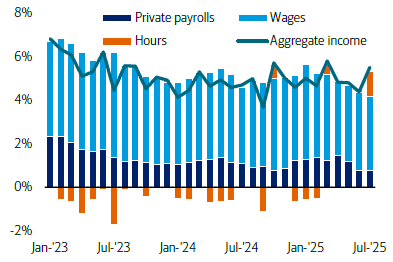 8%
Private payrolls
Wages
Hours
Aggregate income
6%
4%
2%
0%
-2%
Jan-'23
Jul-'23
Jan-'24
Jul-'24
Jan-'25
Jul-'25